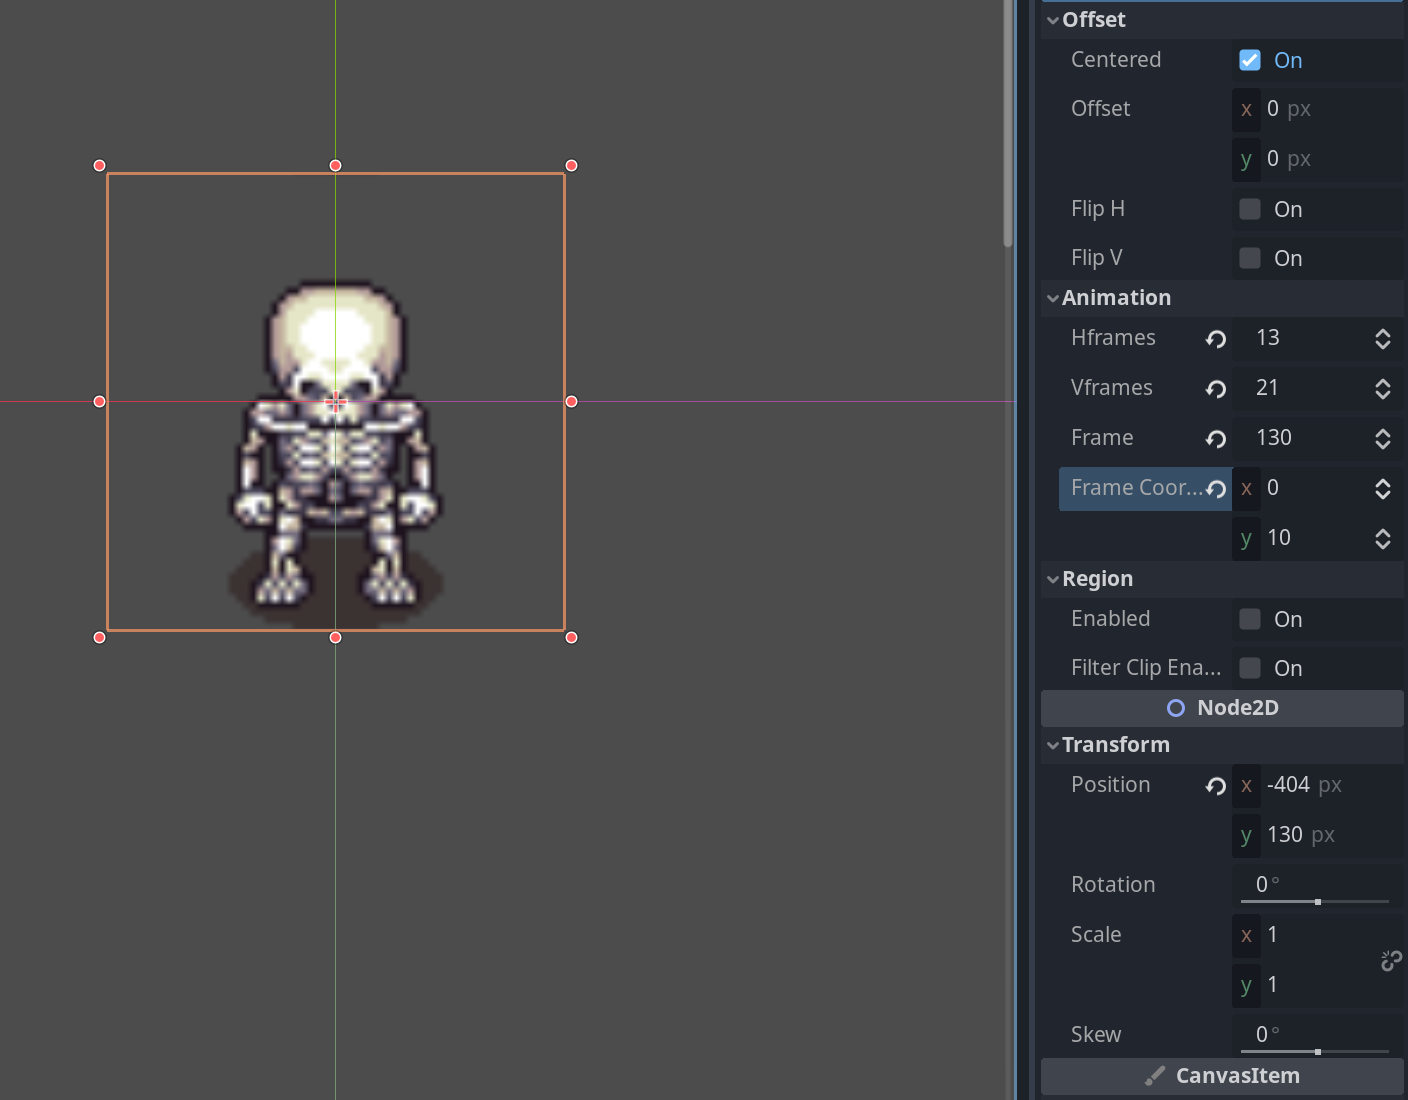 Offset
Centered On
Offset x 0 px
y 0 px
Flip H On
Flip V On
Animation
Hframes 13
Vframes 21
Frame 130
Frame Coor... x 0
y 10
Region
Enabled On
Filter Clip Ena... On
Node2D
Transform
Position x -404 px
y 130 px
Rotation 0 °
Scale x 1
y 1
Skew 0 °
CanvasItem